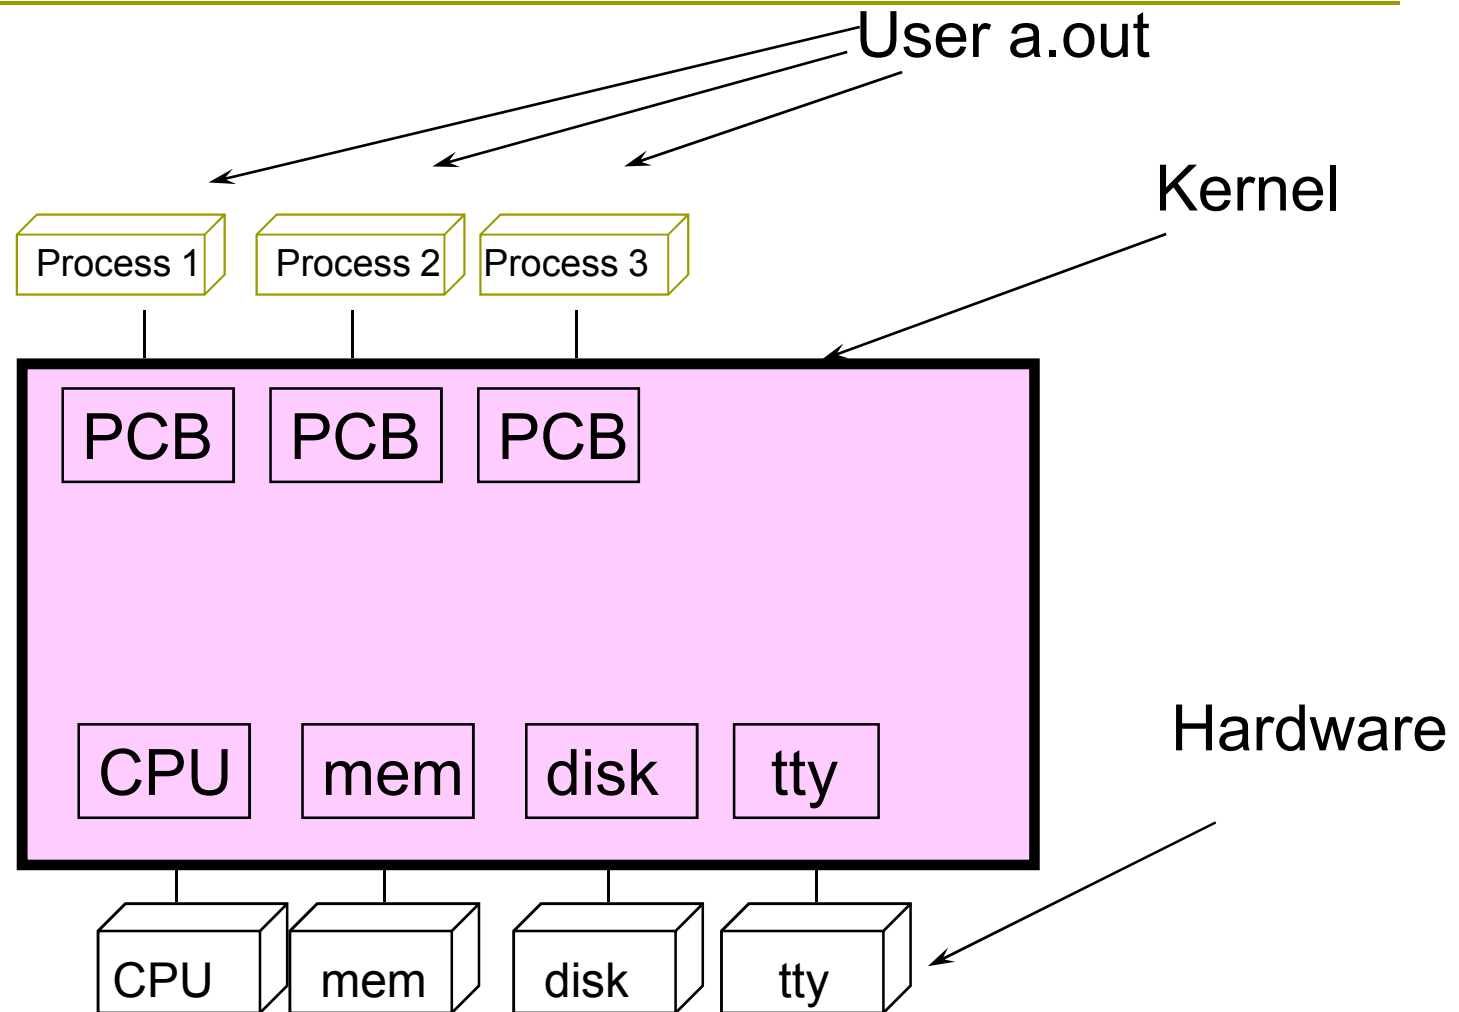 User a.out
Kernel
Process 1
Process 2
Process 3
PCB
PCB
PCB
Hardware
CPU
mem
disk
tty
CPU
mem
disk
tty